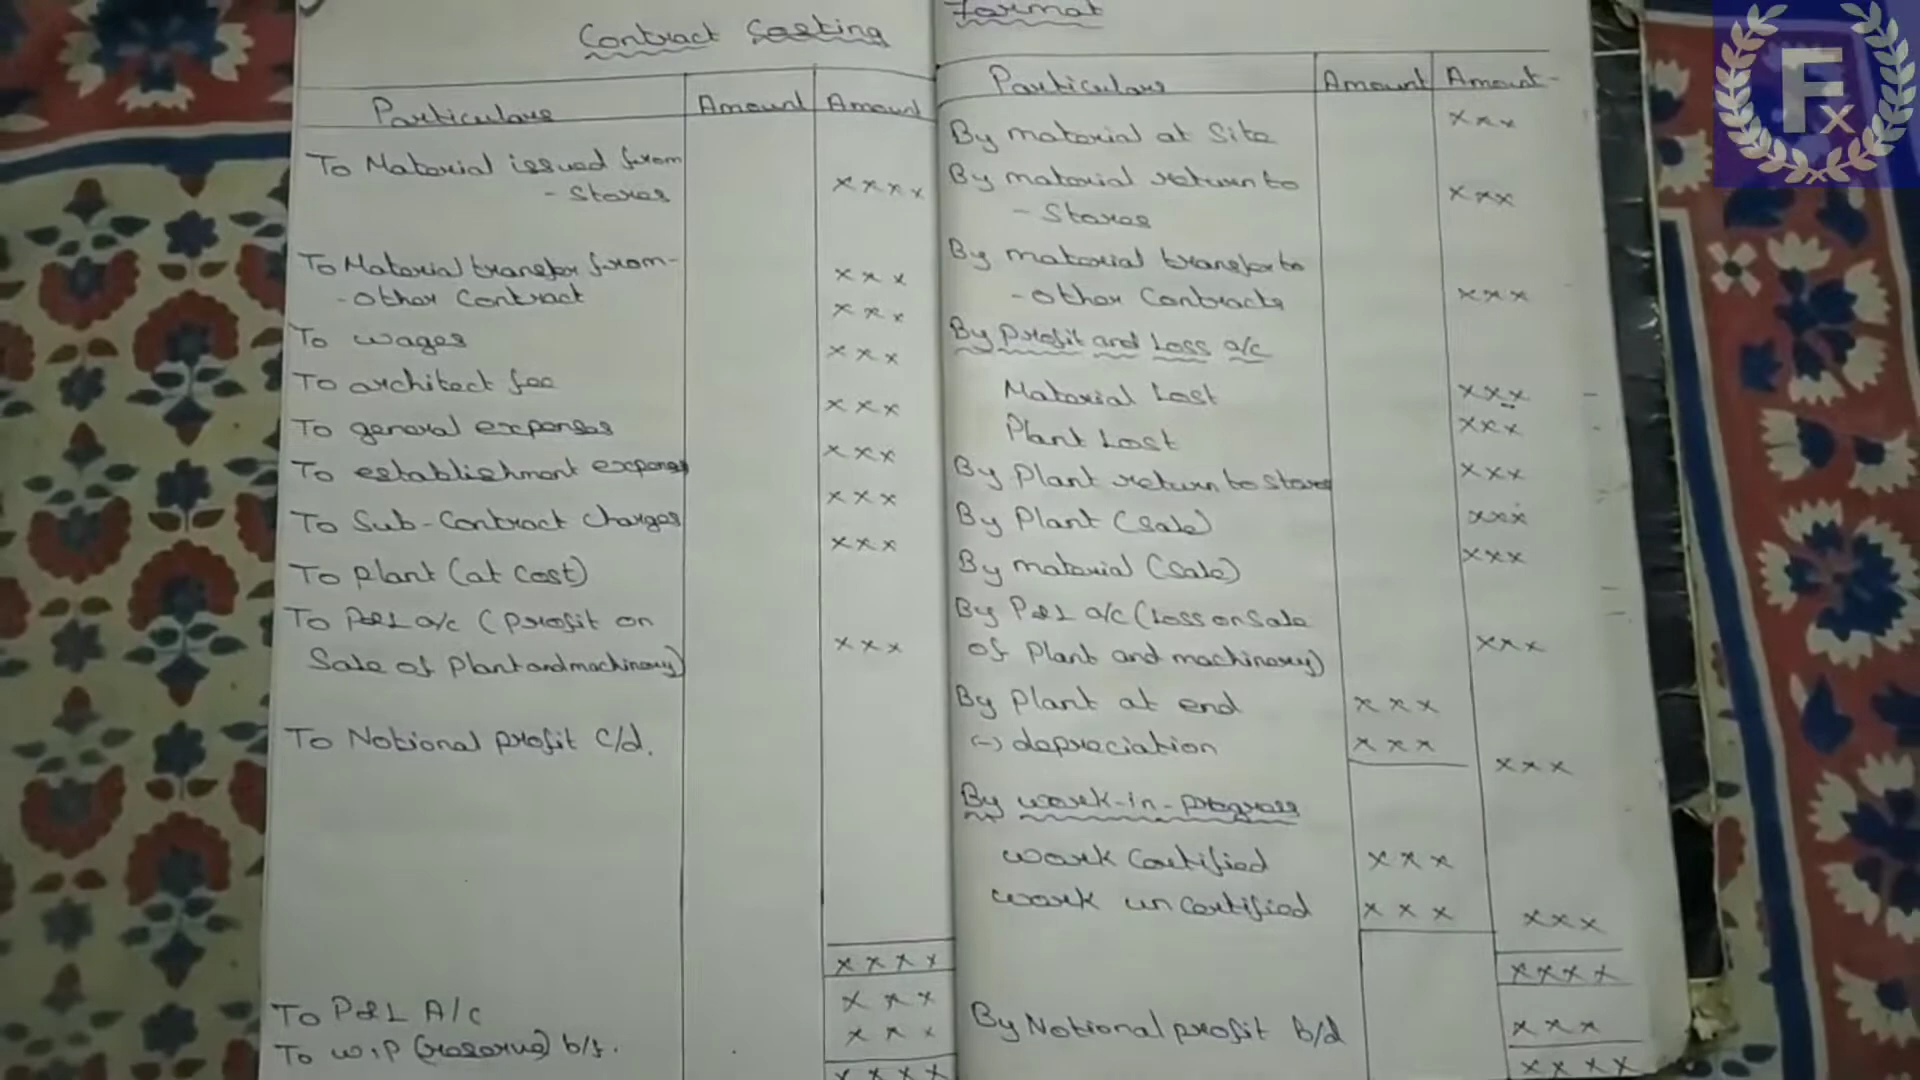 Contract Costing
Format
Particulars
Amount
Amount
To Material issued from
- Stores
xxxx
To Material transfer from-
- Other Contract
xxx
xxx
To wages
xxx
To architect fee
xxx
To general expenses
xxx
To establishment expenses
xxx
To Sub-Contract charges
xxx
To plant (at cost)
To P&L a/c (profit on
Sale of plant and machinery)
xxx
To Notional profit c/d.
xxxx
To P&L A/c
xxx
To W.P (reserve) b/f.
xxx
xxxx
Particulars
Amount
Amount-
By material at site
xxx
By material return to
- Stores
xxx
By material transfer to
- Other Contracts
xxx
By profit and Loss a/c
Material Lost
xxx
Plant Lost
xxx
By Plant return to stores
xxx
By Plant (sale)
xxx
By material (sale)
xxx
By P&L a/c (Loss on sale
of plant and machinery)
xxx
By plant at end
xxx
(-) depreciation
xxx
xxx
By work-in-progress
work certified
xxx
work uncertified
xxx
xxx
xxxx
By Notional profit b/d
xxx
xxxx
Fx